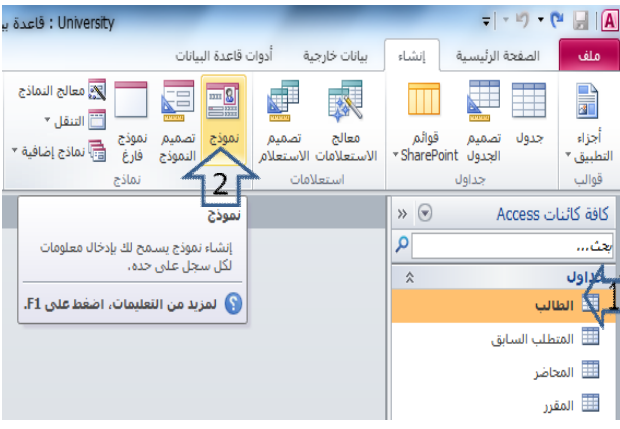 University : قاعدة بي
ملف الصفحة الرئيسية إنشاء بيانات خارجية أدوات قاعدة البيانات
أجزاء التطبيق
قوالب
جدول
تصميم الجدول
قوائم SharePoint
جداول
معالج الاستعلامات
تصميم الاستعلام
استعلامات
نموذج
تصميم النموذج
نموذج فارغ
معالج النماذج
التنقل
نماذج إضافية
نماذج
2
نموذج
إنشاء نموذج يسمح لك بإدخال معلومات
لكل سجل على حده.
لمزيد من التعليمات، اضغط على F1.
كافة كائنات Access
بحث...
جداول
1
الطالب
المتطلب السابق
المحاضر
المقرر